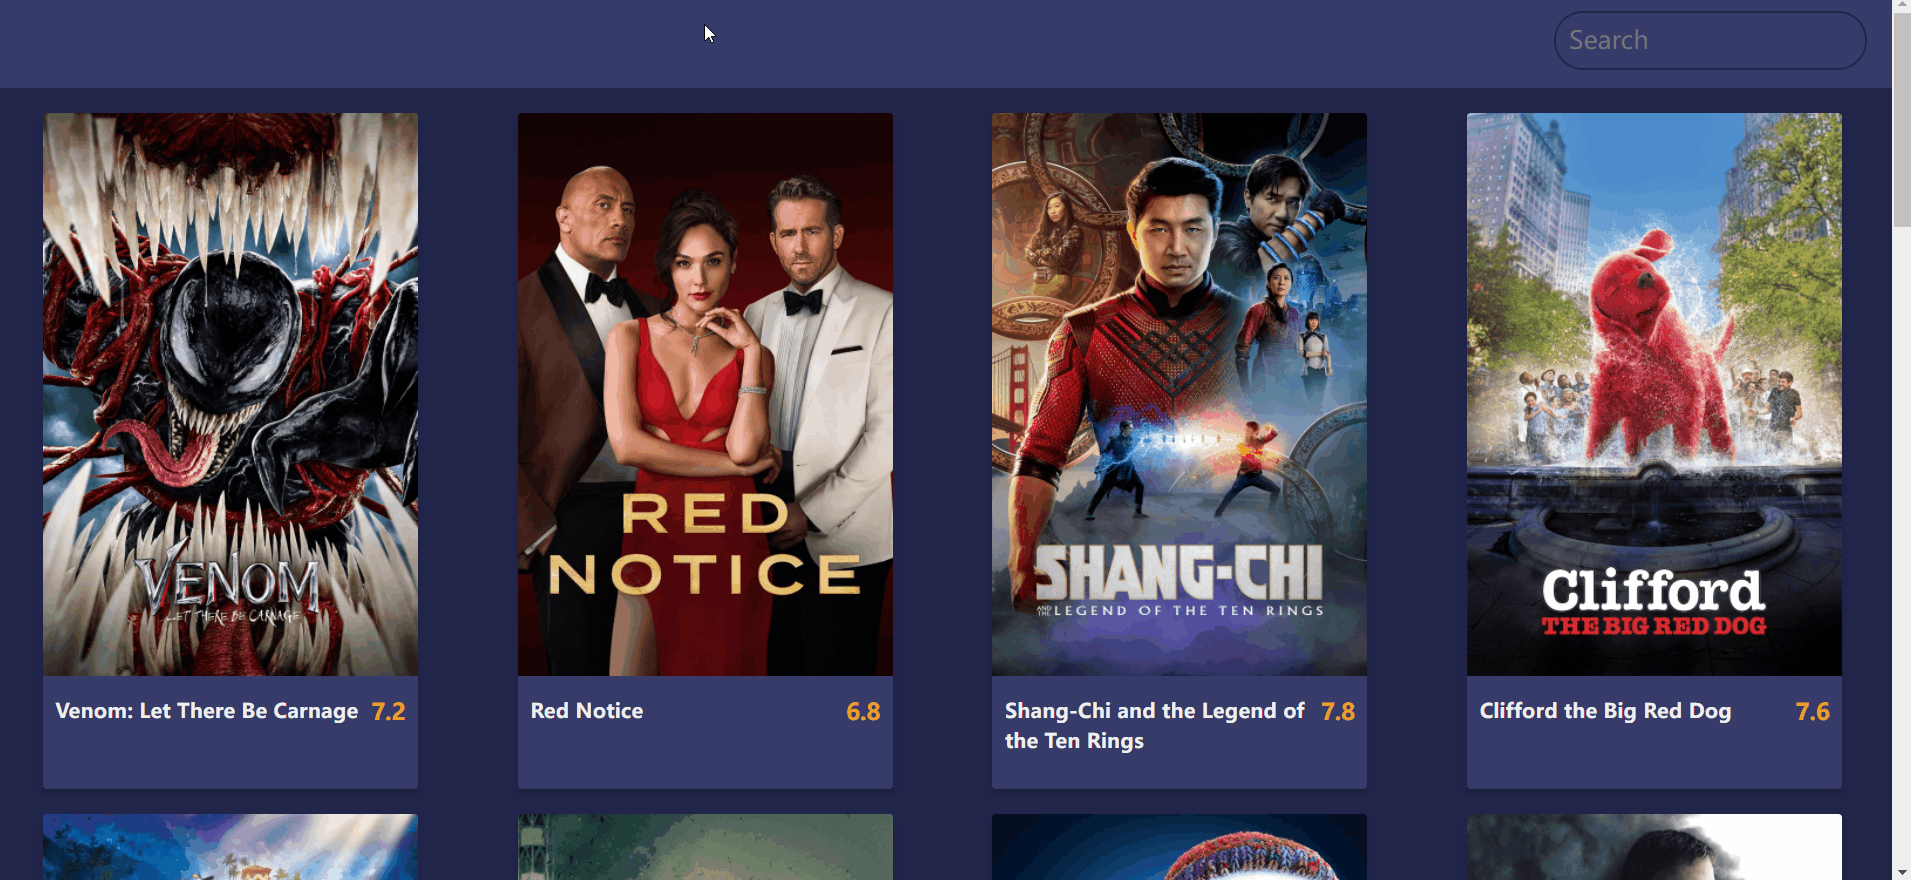 Search
VENOM
LET THERE BE CARNAGE
RED
NOTICE
SHANG-CHI
AND THE LEGEND OF THE TEN RINGS
Clifford
THE BIG RED DOG
Venom: Let There Be Carnage 7.2
Red Notice 6.8
Shang-Chi and the Legend of 7.8
the Ten Rings
Clifford the Big Red Dog 7.6